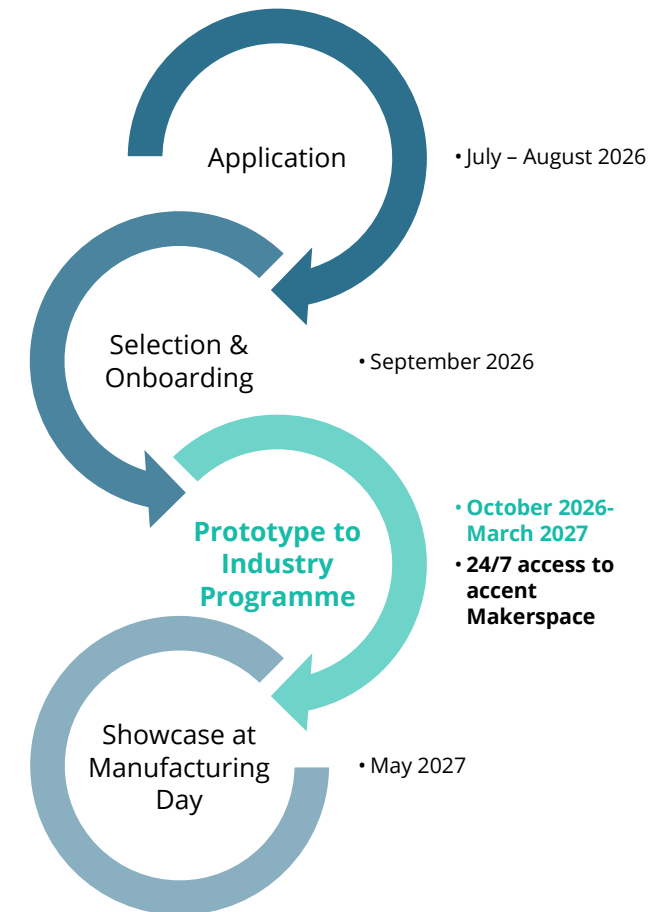 Application
• July – August 2026
Selection &
Onboarding
• September 2026
Prototype to
Industry
Programme
• October 2026-
March 2027
• 24/7 access to
accent
Makerspace
Showcase at
Manufacturing
Day
• May 2027